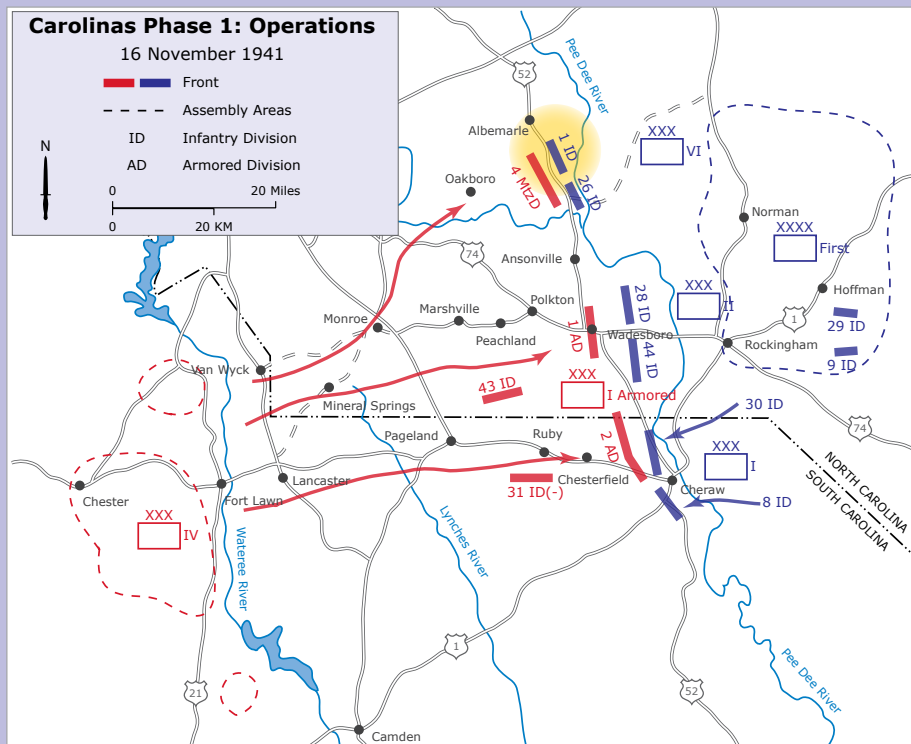 Carolinas Phase 1: Operations
16 November 1941
Front
Assembly Areas
ID Infantry Division
AD Armored Division
N
0 20 Miles
0 20 KM
52
Pee Dee River
Albemarle
1 ID
XXX
VI
4 MtzD
26 ID
Oakboro
Norman
XXXX
First
74
Ansonville
Hoffman
28 ID
XXX
II
Polkton
Marshville
Monroe
1
29 ID
1 AD
Wadesboro
Peachland
44 ID
Rockingham
9 ID
Van Wyck
XXX
I Armored
43 ID
Mineral Springs
30 ID
74
2 AD
Pageland
Ruby
XXX
I
NORTH CAROLINA
SOUTH CAROLINA
Chester
Fort Lawn
Lancaster
Chesterfield
31 ID(-)
Cheraw
8 ID
XXX
IV
Wateree River
Lynches River
1
Pee Dee River
21
52
Camden